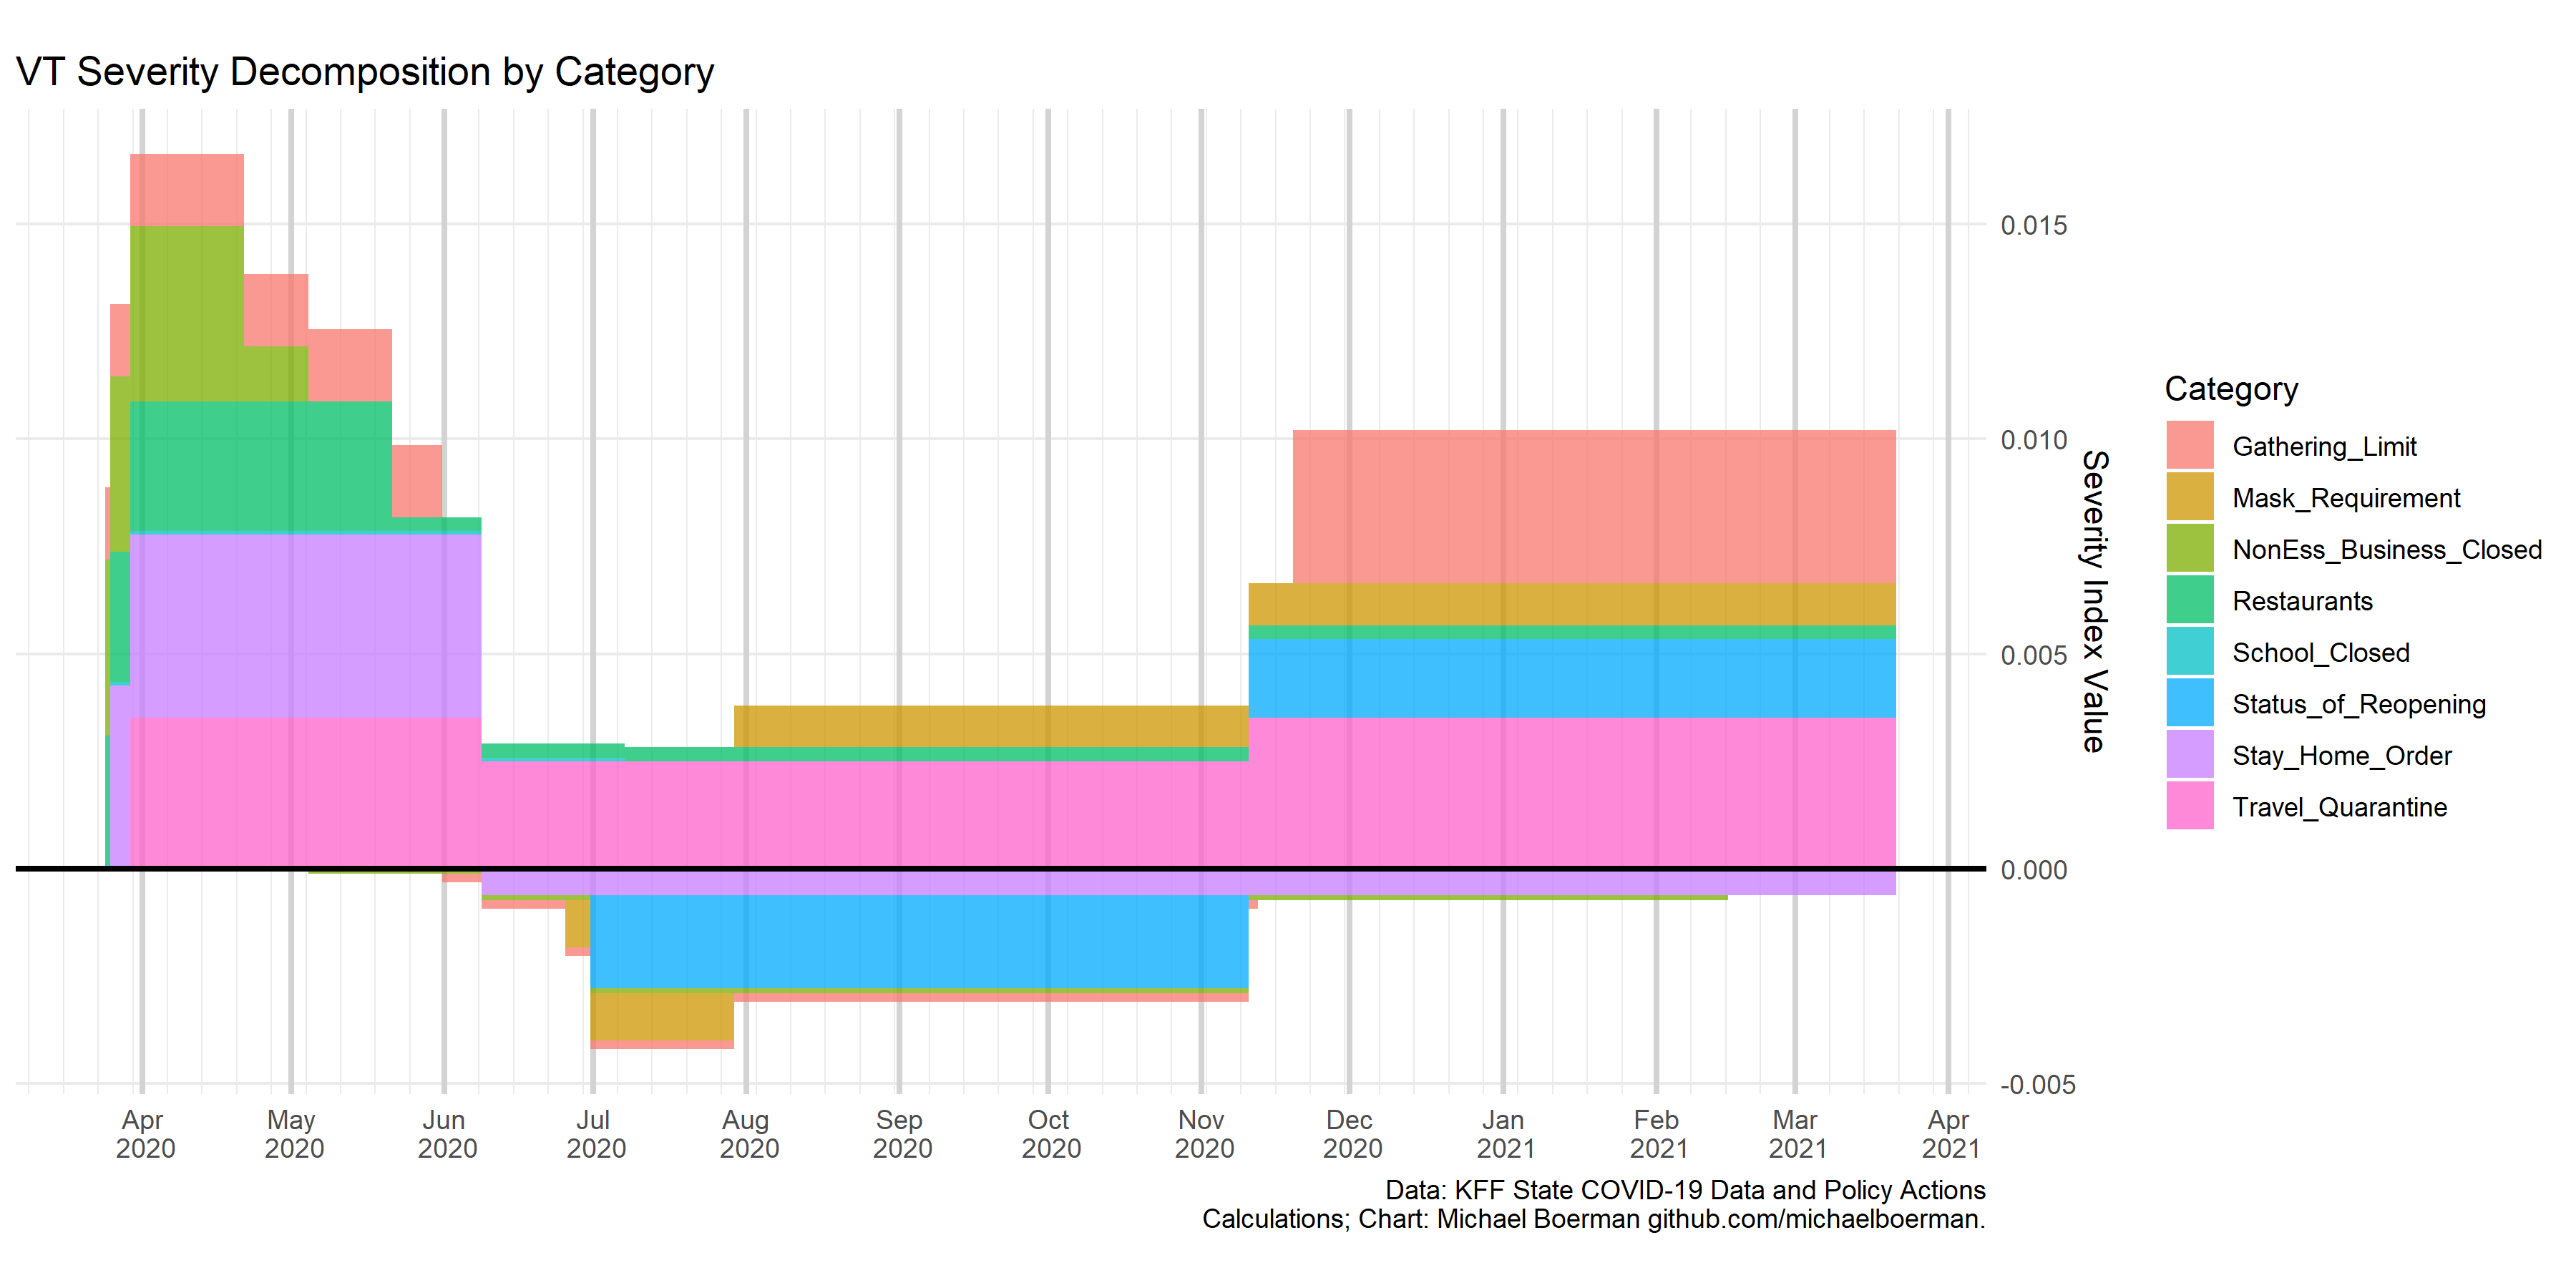 VT Severity Decomposition by Category
0.015
0.010
0.005
0.000
-0.005
Severity Index Value
Apr
2020
May
2020
Jun
2020
Jul
2020
Aug
2020
Sep
2020
Oct
2020
Nov
2020
Dec
2020
Jan
2021
Feb
2021
Mar
2021
Apr
2021
Category
Gathering_Limit
Mask_Requirement
NonEss_Business_Closed
Restaurants
School_Closed
Status_of_Reopening
Stay_Home_Order
Travel_Quarantine
Data: KFF State COVID-19 Data and Policy Actions
Calculations; Chart: Michael Boerman github.com/michaelboerman.